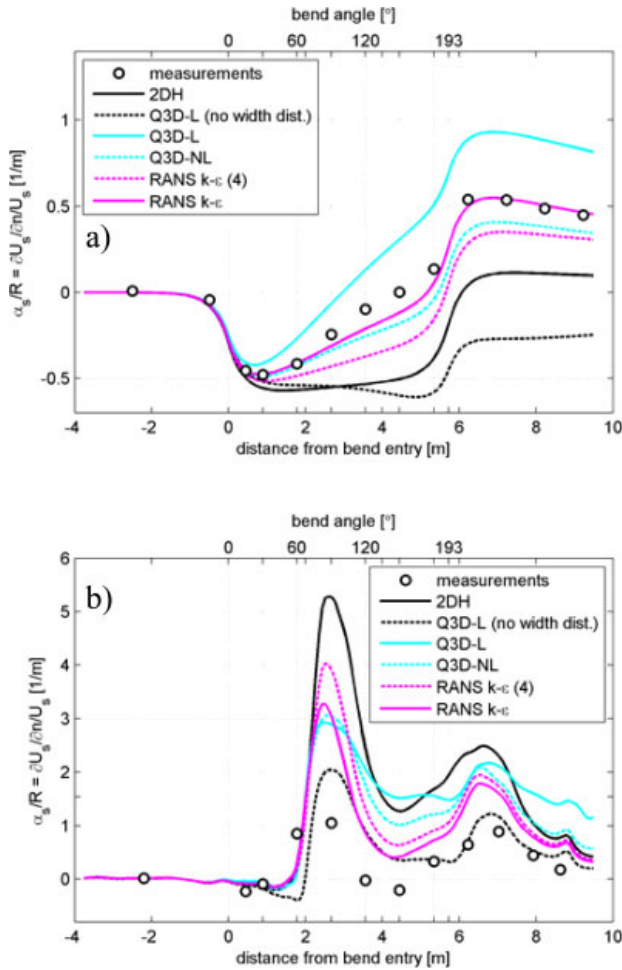 bend angle [°]
0 60 120 193
measurements
2DH
Q3D-L (no width dist.)
Q3D-L
Q3D-NL
RANS k-ε (4)
RANS k-ε
a)
αs/R = ∂Us/∂n/Us [1/m]
1
0.5
0
-0.5
-4 -2 0 2 4 6 8 10
distance from bend entry [m]
bend angle [°]
0 60 120 193
b)
measurements
2DH
Q3D-L (no width dist.)
Q3D-L
Q3D-NL
RANS k-ε (4)
RANS k-ε
αs/R = ∂Us/∂n/Us [1/m]
6
5
4
3
2
1
0
-4 -2 0 2 4 6 8 10
distance from bend entry [m]